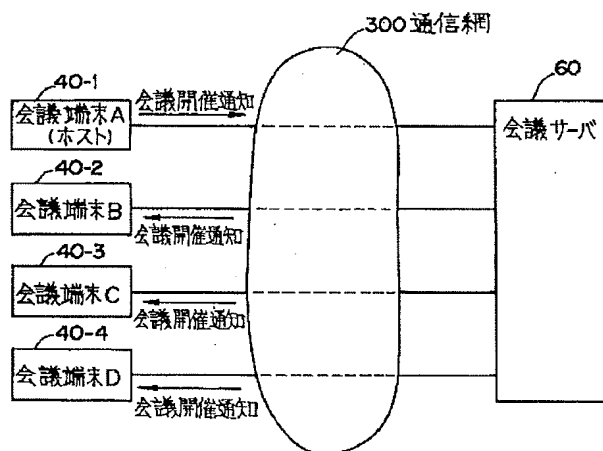 300通信網
40-1
会議端末A
(ホスト)
会議開催通知
60
会議サーバ
40-2
会議端末B
会議開催通知
40-3
会議端末C
会議開催通知
40-4
会議端末D
会議開催通知